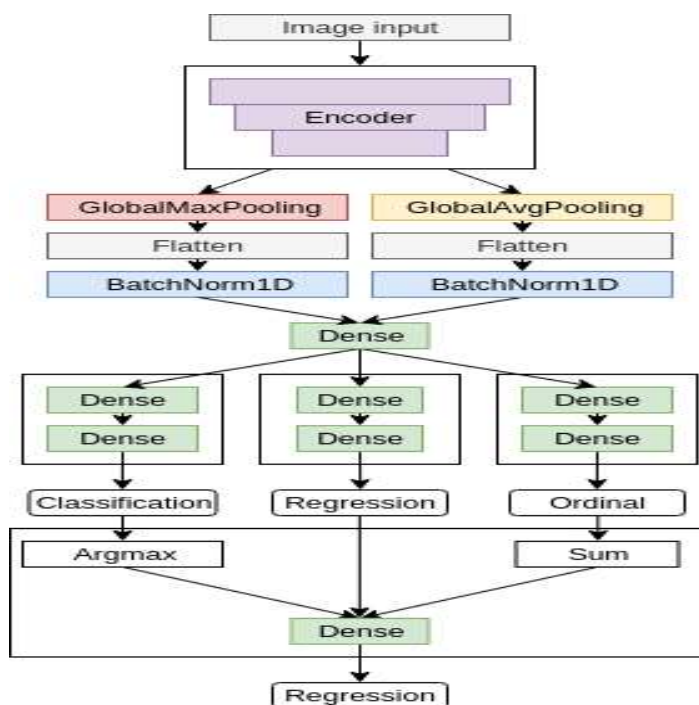 Image input
Encoder
GlobalMaxPooling GlobalAvgPooling
Flatten Flatten
BatchNorm1D BatchNorm1D
Dense
Dense Dense Dense
Dense Dense Dense
Classification Regression Ordinal
Argmax Sum
Dense
Regression